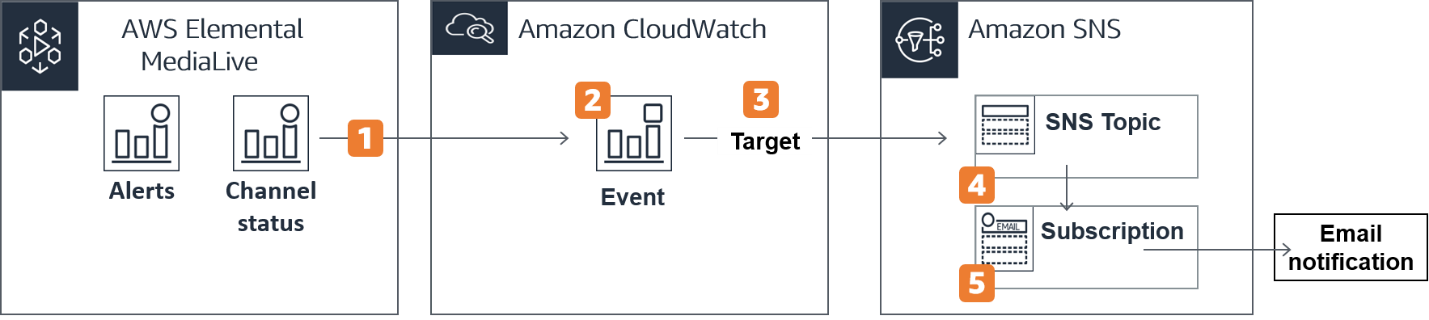 AWS Elemental
MediaLive
Alerts
Channel
status
1
Amazon CloudWatch
2
Event
3
Target
Amazon SNS
SNS Topic
4
EMAIL
Subscription
5
Email
notification